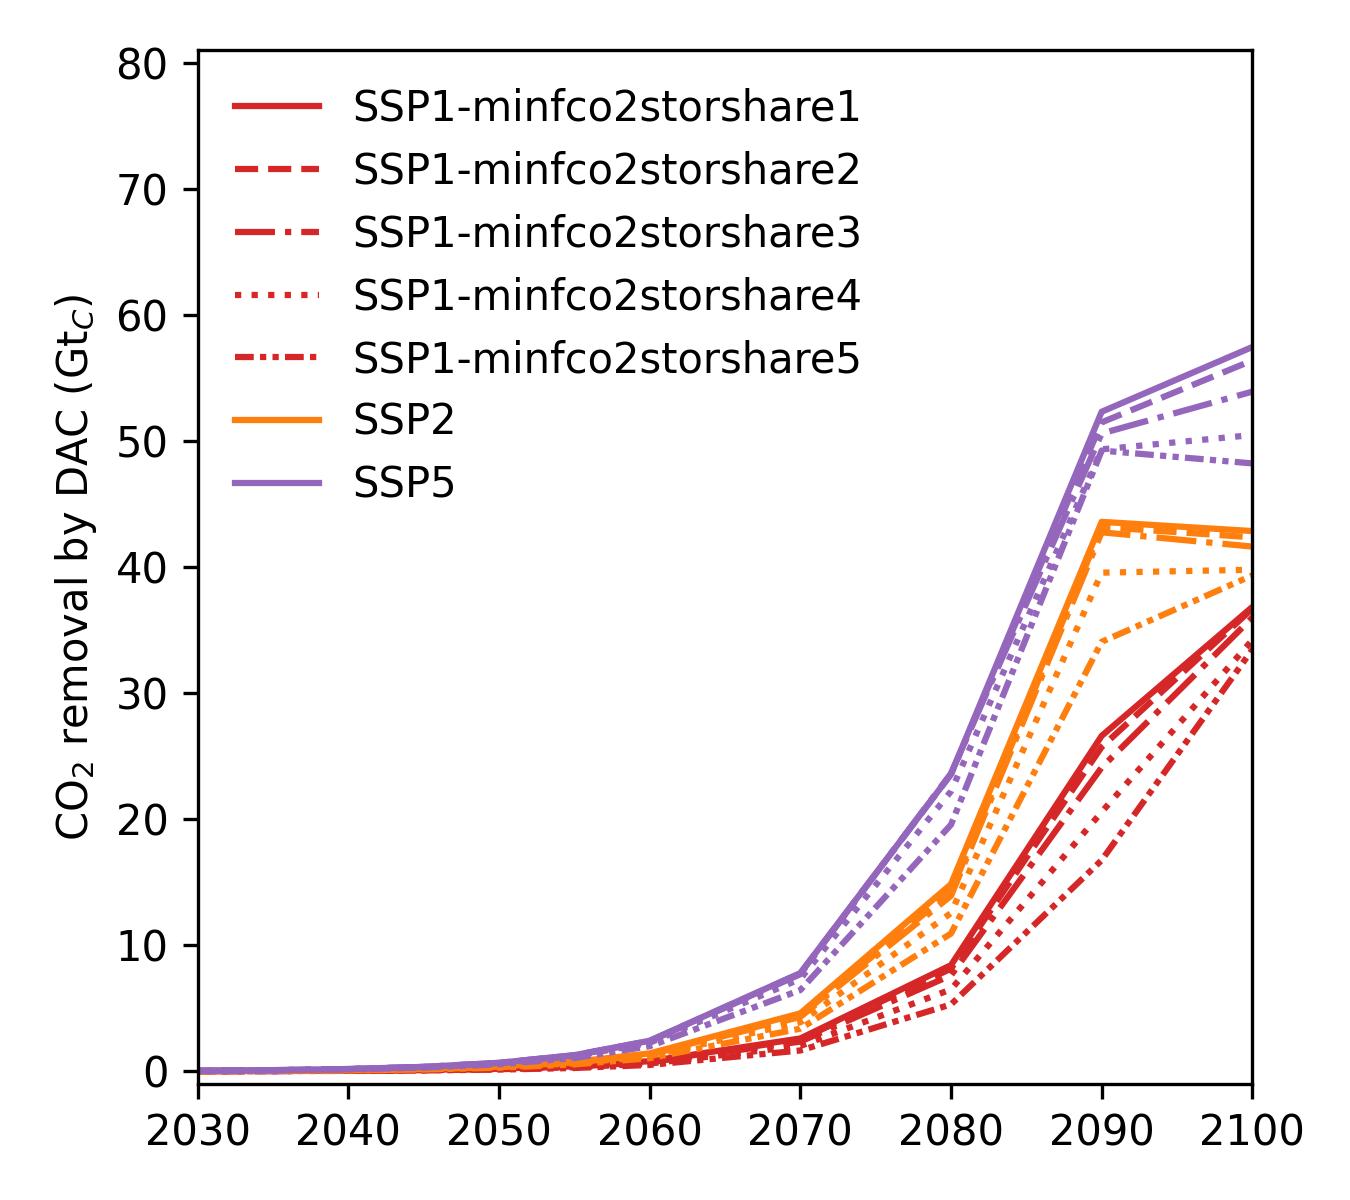 80
70
60
50
40
30
20
10
0
CO₂ removal by DAC (Gt_C)
SSP1-minfco2storshare1
SSP1-minfco2storshare2
SSP1-minfco2storshare3
SSP1-minfco2storshare4
SSP1-minfco2storshare5
SSP2
SSP5
2030 2040 2050 2060 2070 2080 2090 2100